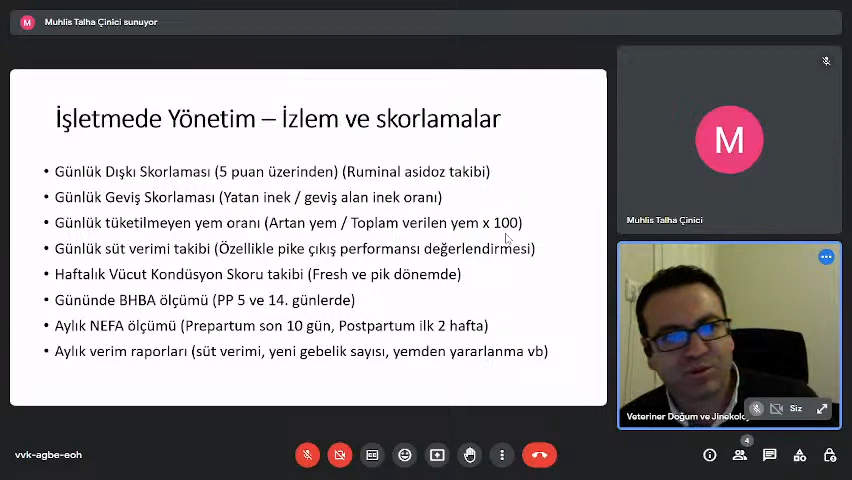 M
Muhlis Talha Çinici sunuyor
İşletmede Yönetim – İzlem ve skorlamalar
• Günlük Dışkı Skorlaması (5 puan üzerinden) (Ruminal asidoz takibi)
• Günlük Geviş Skorlaması (Yatan inek / geviş alan inek oranı)
• Günlük tüketilmeyen yem oranı (Artan yem / Toplam verilen yem x 100)
• Günlük süt verimi takibi (Özellikle pike çıkış performansı değerlendirmesi)
• Haftalık Vücut Kondüsyon Skoru takibi (Fresh ve pik dönemde)
• Gününde BHBA ölçümü (PP 5 ve 14. günlerde)
• Aylık NEFA ölçümü (Prepartum son 10 gün, Postpartum ilk 2 hafta)
• Aylık verim raporları (süt verimi, yeni gebelik sayısı, yemden yararlanma vb)
M
Muhlis Talha Çinici
Veteriner Doğum ve Jinekoloj
Siz
vvk-agbe-eoh
4